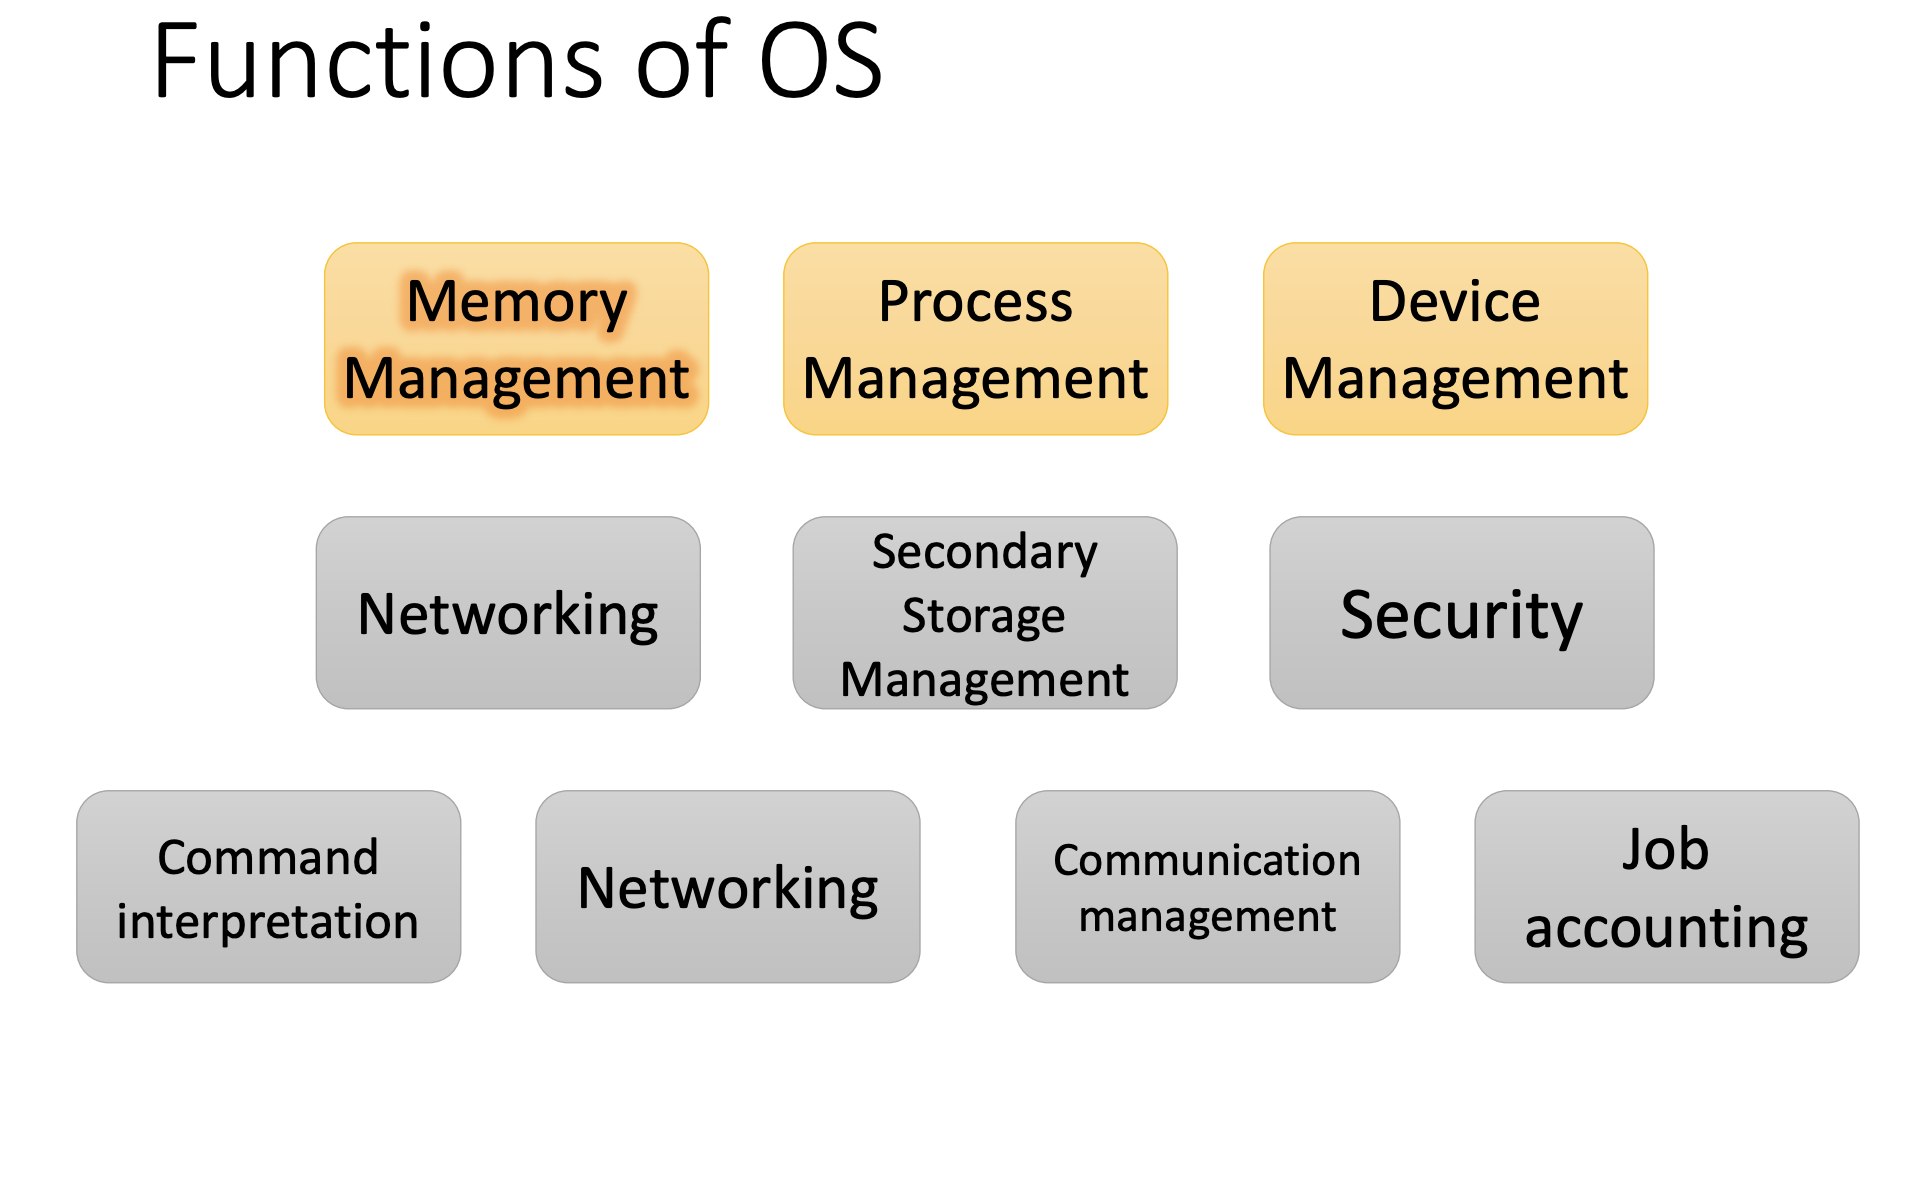 Functions of OS
Memory
Management
Process
Management
Device
Management
Networking
Secondary
Storage
Management
Security
Command
interpretation
Networking
Communication
management
Job
accounting